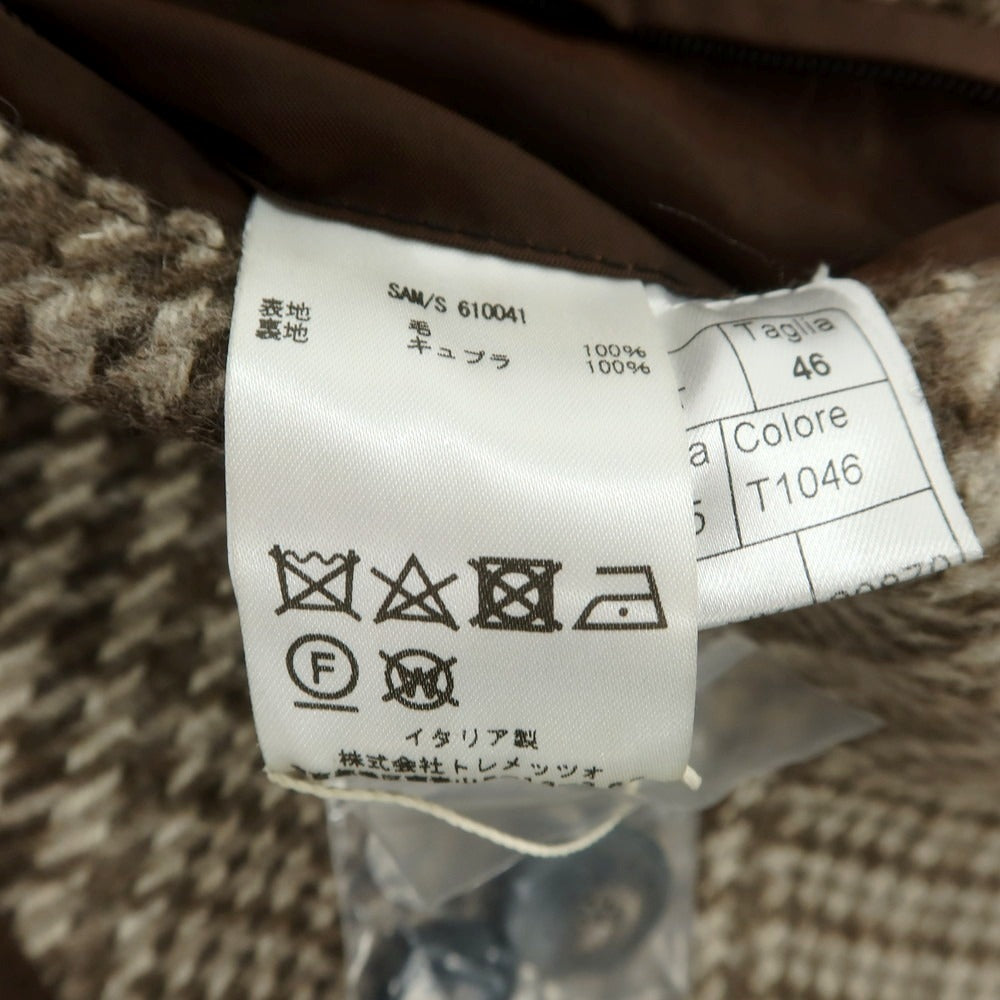 SAM/S 610041
表地 毛 100%
裏地 キュプラ 100%
F
W
イタリア製
株式会社トレメッツォ
Taglia
46
a Colore
5 T1046